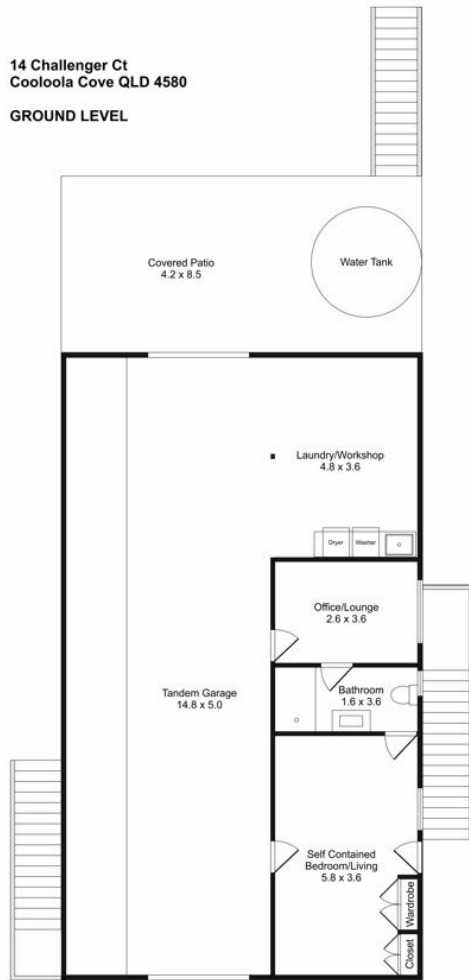 14 Challenger Ct
Cooloola Cove QLD 4580
GROUND LEVEL
Covered Patio
4.2 x 8.5
Water Tank
Laundry/Workshop
4.8 x 3.6
Dryer
Washer
Office/Lounge
2.6 x 3.6
Bathroom
1.6 x 3.6
Tandem Garage
14.8 x 5.0
Self Contained
Bedroom/Living
5.8 x 3.6
Wardrobe
Closet